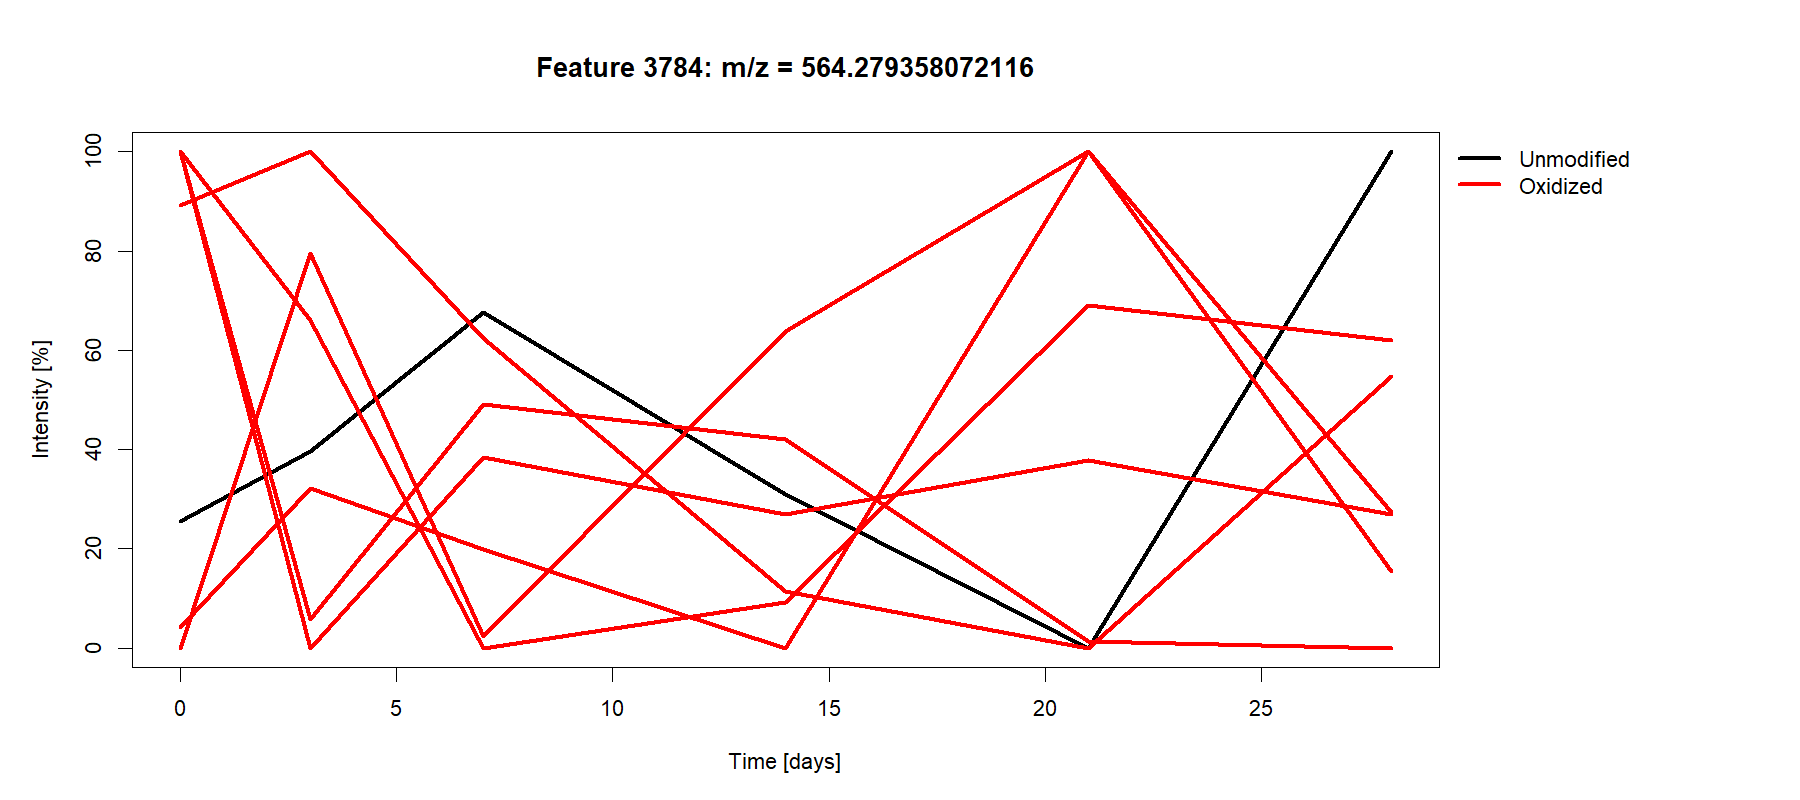 Feature 3784: m/z = 564.279358072116
Unmodified
Oxidized
Intensity [%]
100
80
60
40
20
0
0 5 10 15 20 25
Time [days]